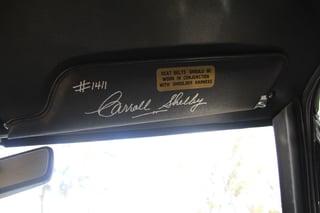 #1411
SEAT BELTS SHOULD BE
WORN IN CONJUNCTION
WITH SHOULDER HARNESS
Carroll Shelby